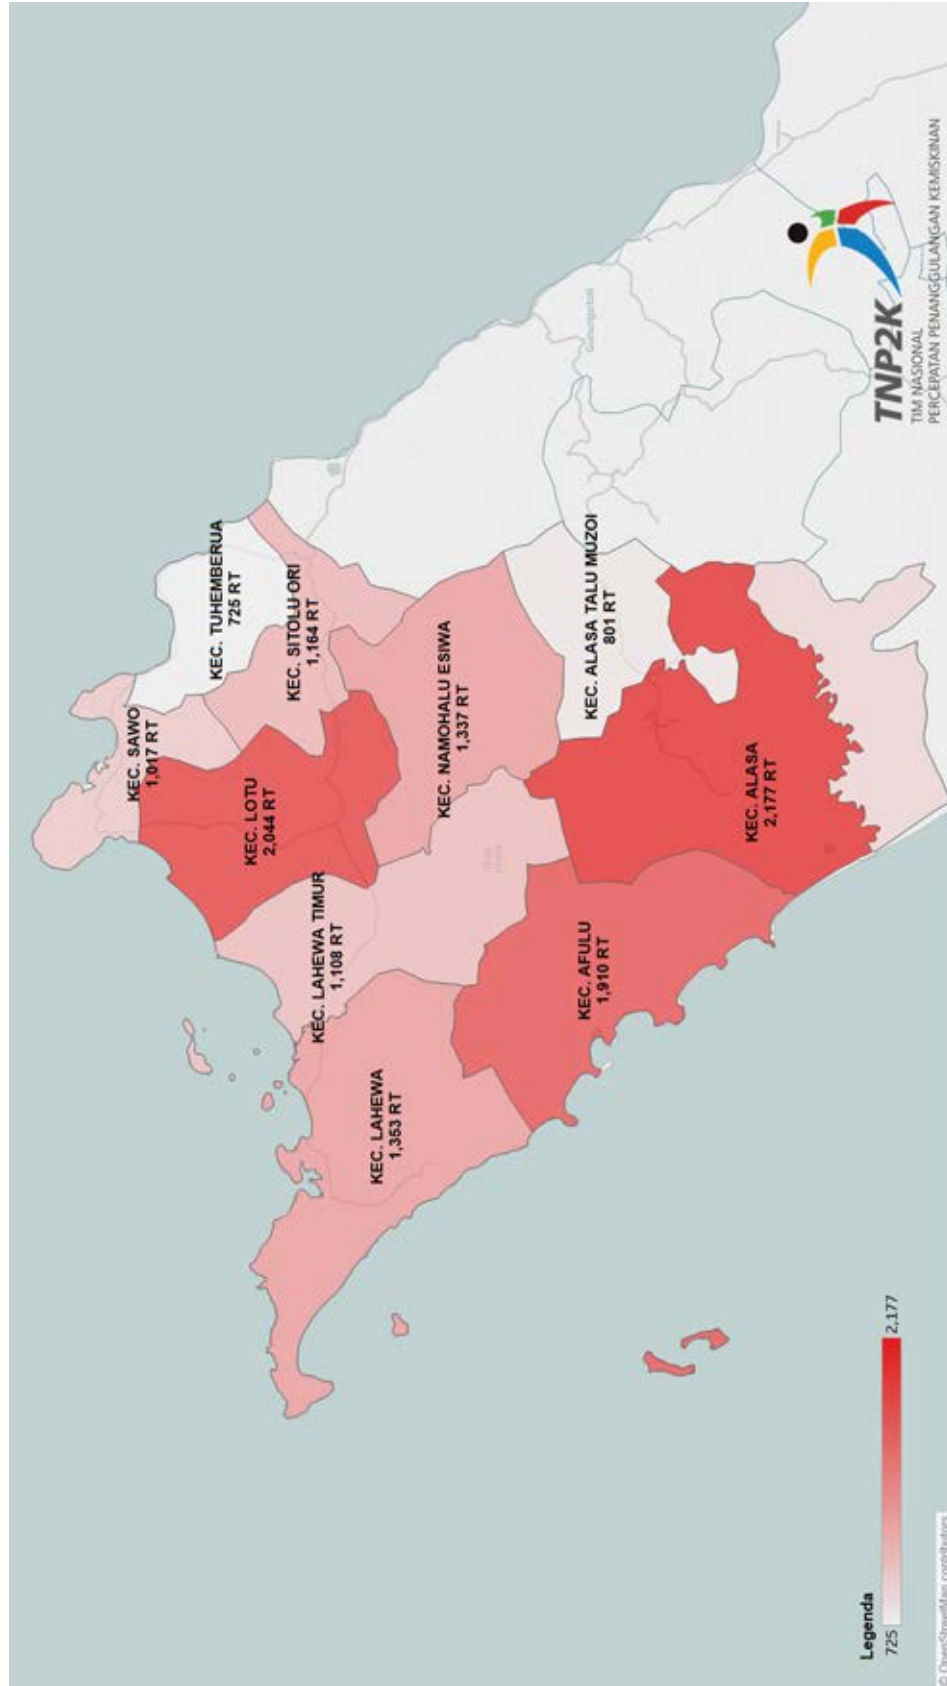 KEC. SAWO
1,017 RT
KEC. TUHEMBERUA
725 RT
KEC. LOTU
2,044 RT
KEC. SITOLU ORI
1,164 RT
KEC. LAHEWA TIMUR
1,108 RT
KEC. LAHEWA
1,353 RT
KEC. NAMOHALU ESIWA
1,337 RT
KEC. AFULU
1,910 RT
KEC. ALASA TALU MUZOI
801 RT
KEC. ALASA
2,177 RT
Gunungsitoli
Legenda
725
2,177
TNP2K
TIM NASIONAL
PERCEPATAN PENANGGULANGAN KEMISKINAN
© OpenStreetMap contributors